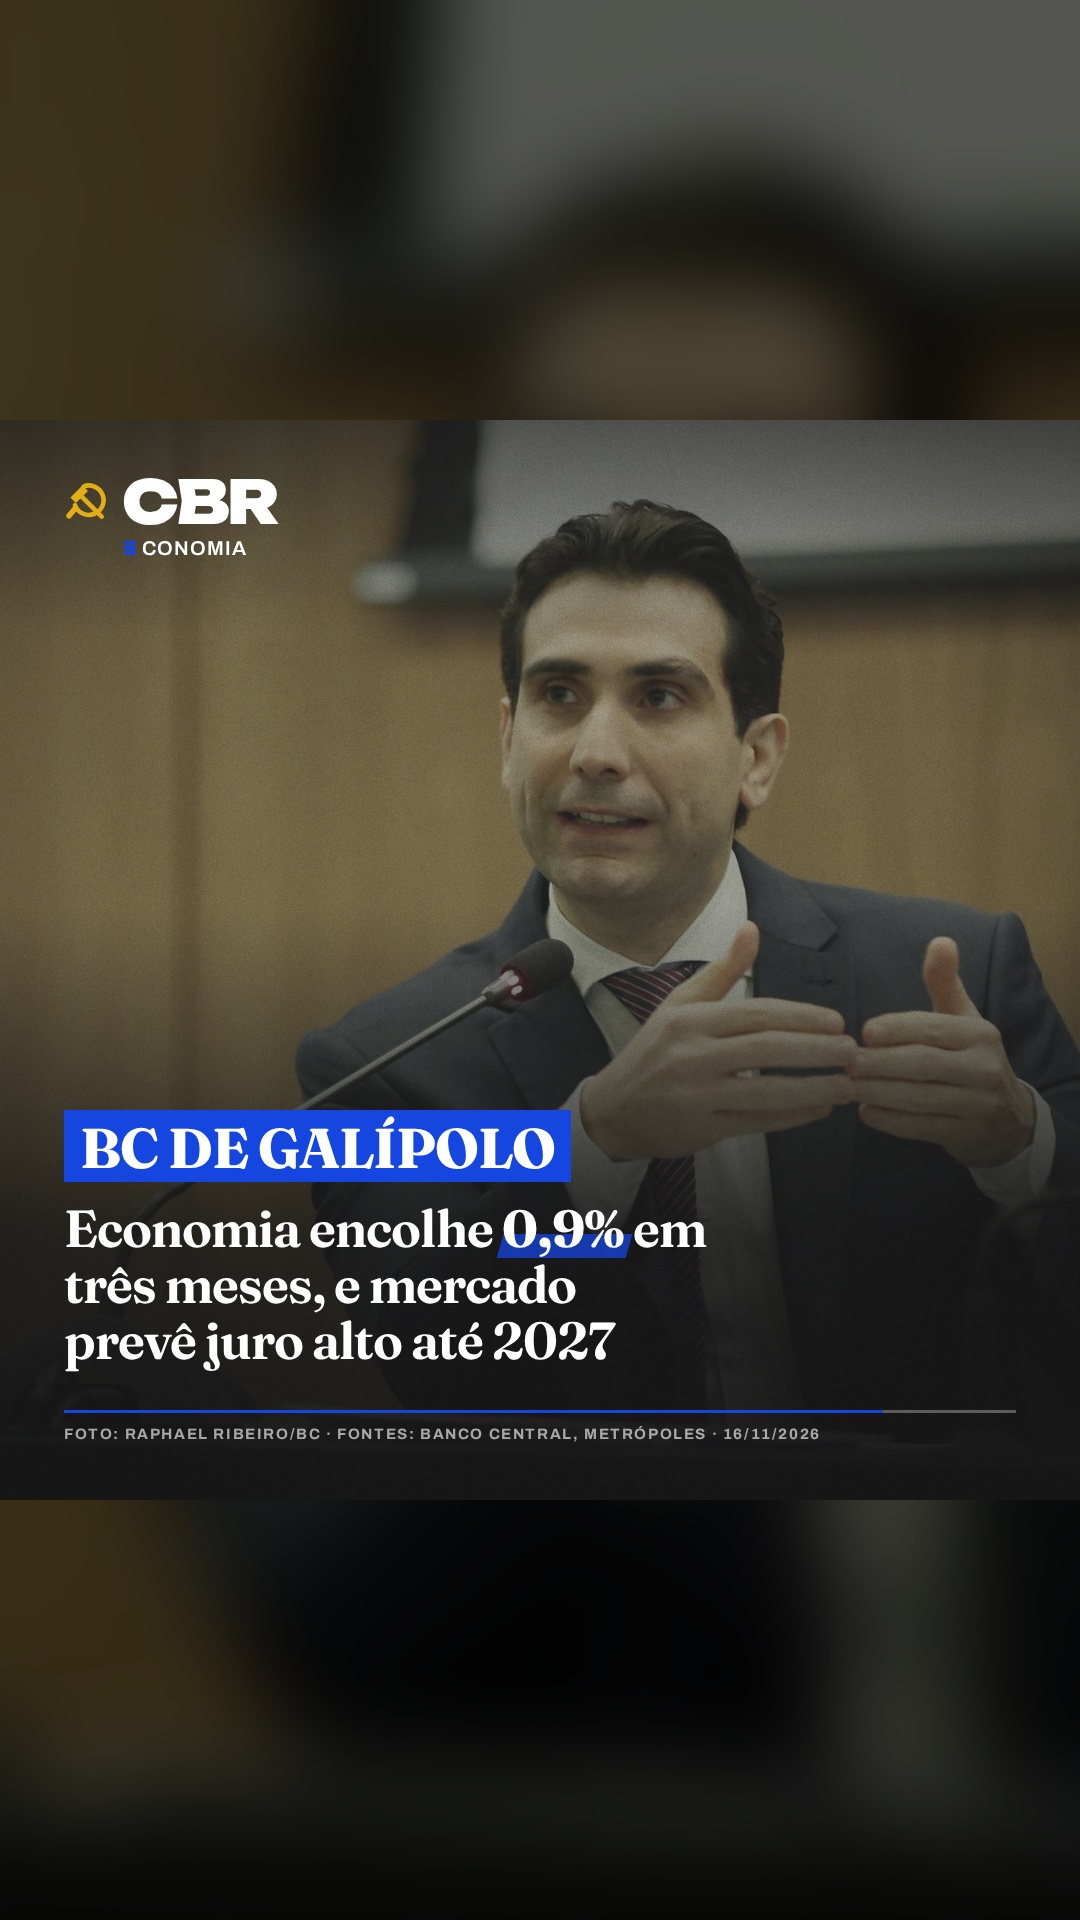 CBR
CONOMIA
BC DE GALÍPOLO
Economia encolhe 0,9% em
três meses, e mercado
prevê juro alto até 2027
FOTO: RAPHAEL RIBEIRO/BC · FONTES: BANCO CENTRAL, METRÓPOLES · 16/11/2026